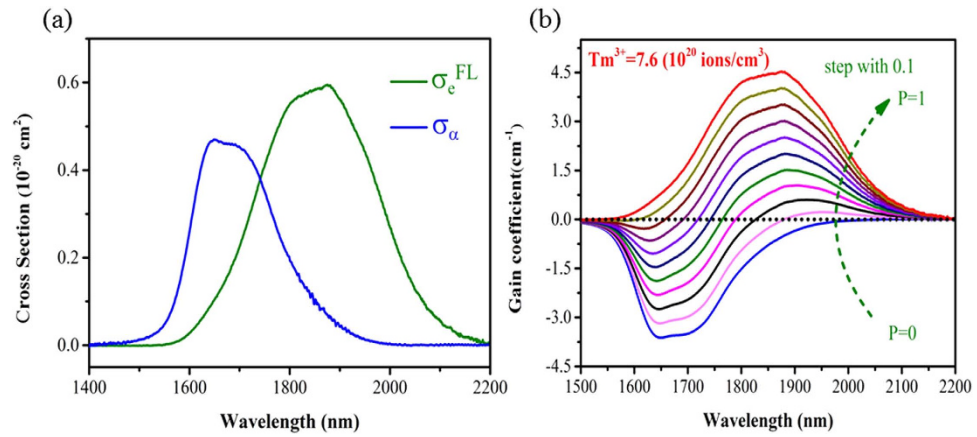 (a)
σ_e^FL
σ_α
Cross Section (10^-20 cm^2)
0.6
0.4
0.2
0.0
1400
1600
1800
2000
2200
Wavelength (nm)
(b)
Tm^3+=7.6 (10^20 ions/cm^3)
step with 0.1
P=1
P=0
Gain coefficient(cm^-1)
4.5
3.0
1.5
0.0
-1.5
-3.0
-4.5
1500
1600
1700
1800
1900
2000
2100
2200
Wavelength (nm)